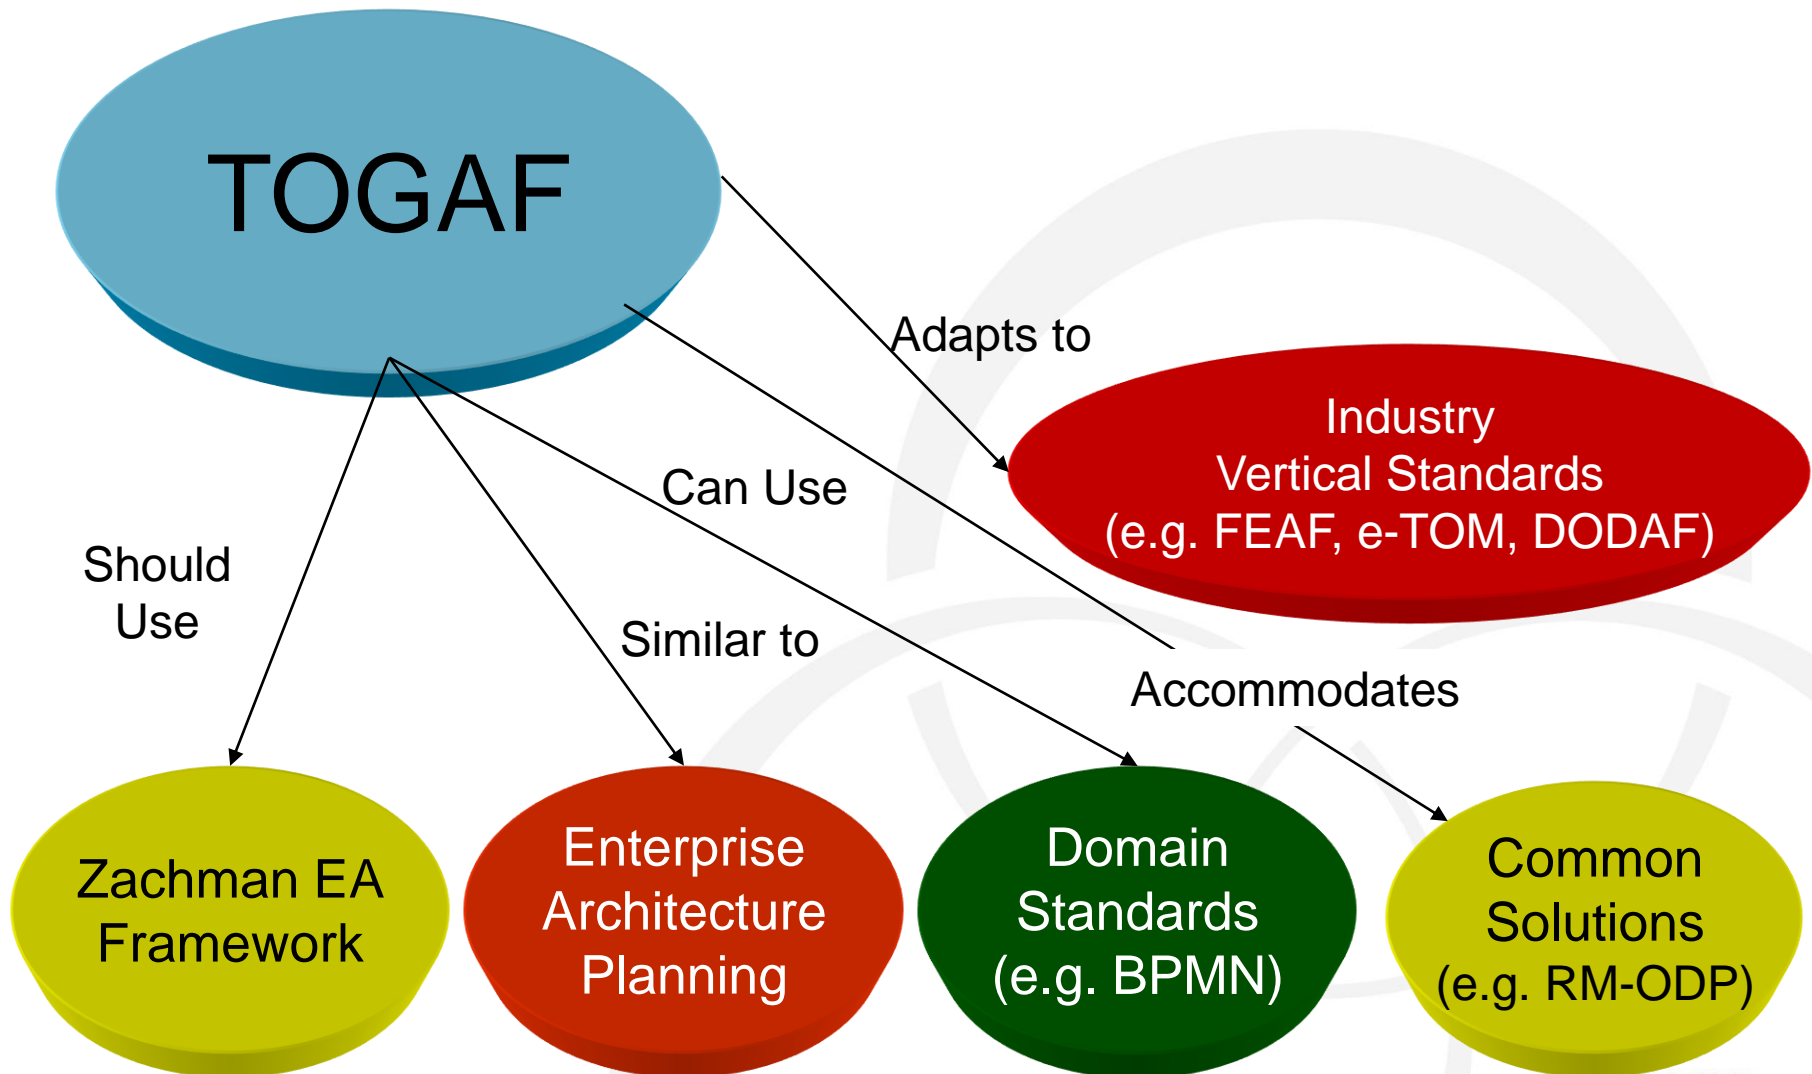 TOGAF
Adapts to
Industry
Vertical Standards
(e.g. FEAF, e-TOM, DODAF)
Can Use
Should
Use
Similar to
Accommodates
Zachman EA
Framework
Enterprise
Architecture
Planning
Domain
Standards
(e.g. BPMN)
Common
Solutions
(e.g. RM-ODP)